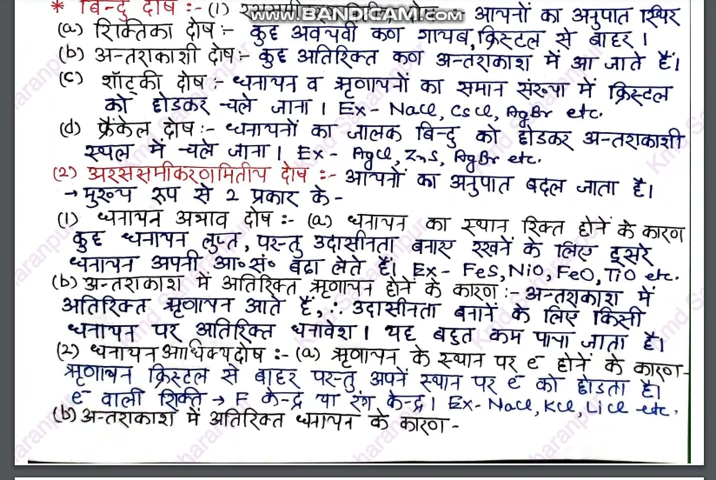 WWW.BANDICAM.COM
* बिन्दु दोष :- (1) रससमीकरणमितीय दोष :- आयनों का अनुपात स्थिर
(a) रिक्तिका दोष :- कुछ अवयवी कण गायब, क्रिस्टल से बाहर।
(b) अन्तराकाशी दोष :- कुछ अतिरिक्त कण अन्तराकाश में आ जाते हैं।
(c) शॉट्की दोष :- धनायन व ऋणायनों का समान संख्या में क्रिस्टल
को छोडकर चले जाना। Ex- NaCl, CsCl, AgBr etc.
(d) फ्रैंकेल दोष :- धनायनों का जालक बिन्दु को छोडकर अन्तराकाशी
स्थल में चले जाना। Ex- AgCl, ZnS, AgBr etc.
(2) अरससमीकरणमितीय दोष :- आयनों का अनुपात बदल जाता है।
→ मुख्य रूप से 2 प्रकार के -
(1) धनायन अभाव दोष :- (a) धनायन का स्थान रिक्त होने के कारण
कुछ धनायन लुप्त, परन्तु उदासीनता बनाए रखने के लिए दूसरे
धनायन अपनी आ० सं० बढा लेते हैं। Ex- FeS, NiO, FeO, TiO etc.
(b) अन्तराकाश में अतिरिक्त ऋणायन होने के कारण :- अन्तराकाश में
अतिरिक्त ऋणायन आते हैं, ∴ उदासीनता बनाने के लिए किसी
धनायन पर अतिरिक्त धनावेश। यह बहुत कम पाया जाता है।
(2) धनायन आधिक्य दोष :- (a) ऋणायन के स्थान पर e⁻ होने के कारण -
ऋणायन क्रिस्टल से बाहर परन्तु अपने स्थान पर e⁻ को छोडता है।
e⁻ वाली रिक्ति → F केन्द्र या रंग केन्द्र। Ex- NaCl, KCl, LiCl etc.
(b) अन्तराकाश में अतिरिक्त धनायन के कारण -